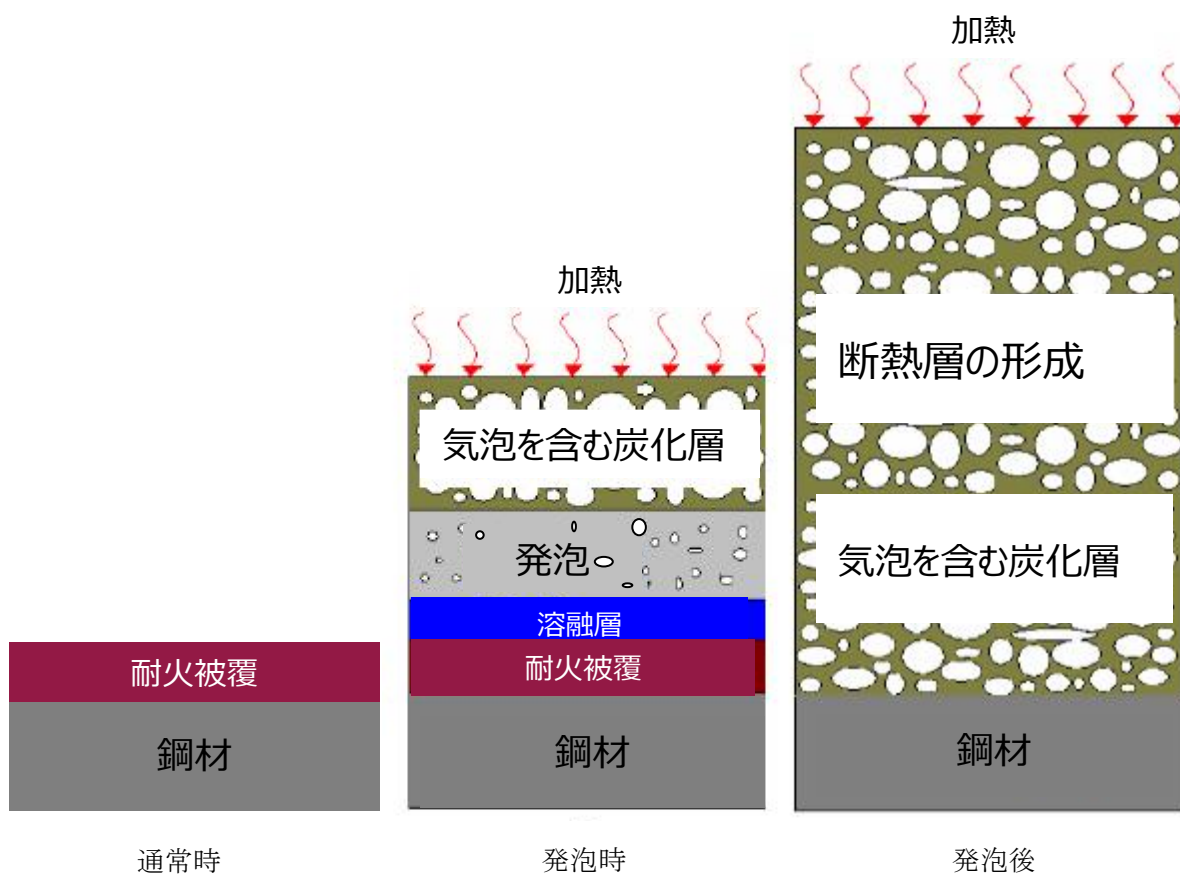 耐火被覆
鋼材
通常時
加熱
気泡を含む炭化層
発泡
溶融層
耐火被覆
鋼材
発泡時
加熱
断熱層の形成
気泡を含む炭化層
鋼材
発泡後